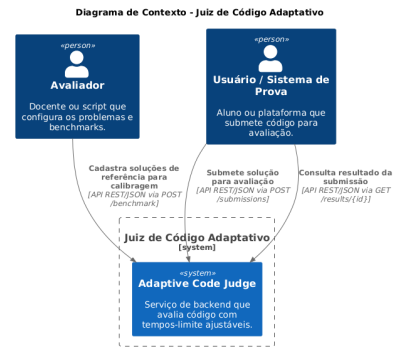 Diagrama de Contexto - Juiz de Código Adaptativo
«person»
Avaliador
Docente ou script que
configura os problemas e
benchmarks.
«person»
Usuário / Sistema de
Prova
Aluno ou plataforma que
submete código para
avaliação.
Cadastra soluções de
referência para
calibragem
[API REST/JSON via POST
/benchmark]
Submete solução
para avaliação
[API REST/JSON via POST
/submissions]
Consulta resultado da
submissão
[API REST/JSON via GET
/results/{id}]
Juiz de Código Adaptativo
[system]
«system»
Adaptive Code Judge
Serviço de backend que
avalia código com
tempos-limite ajustáveis.